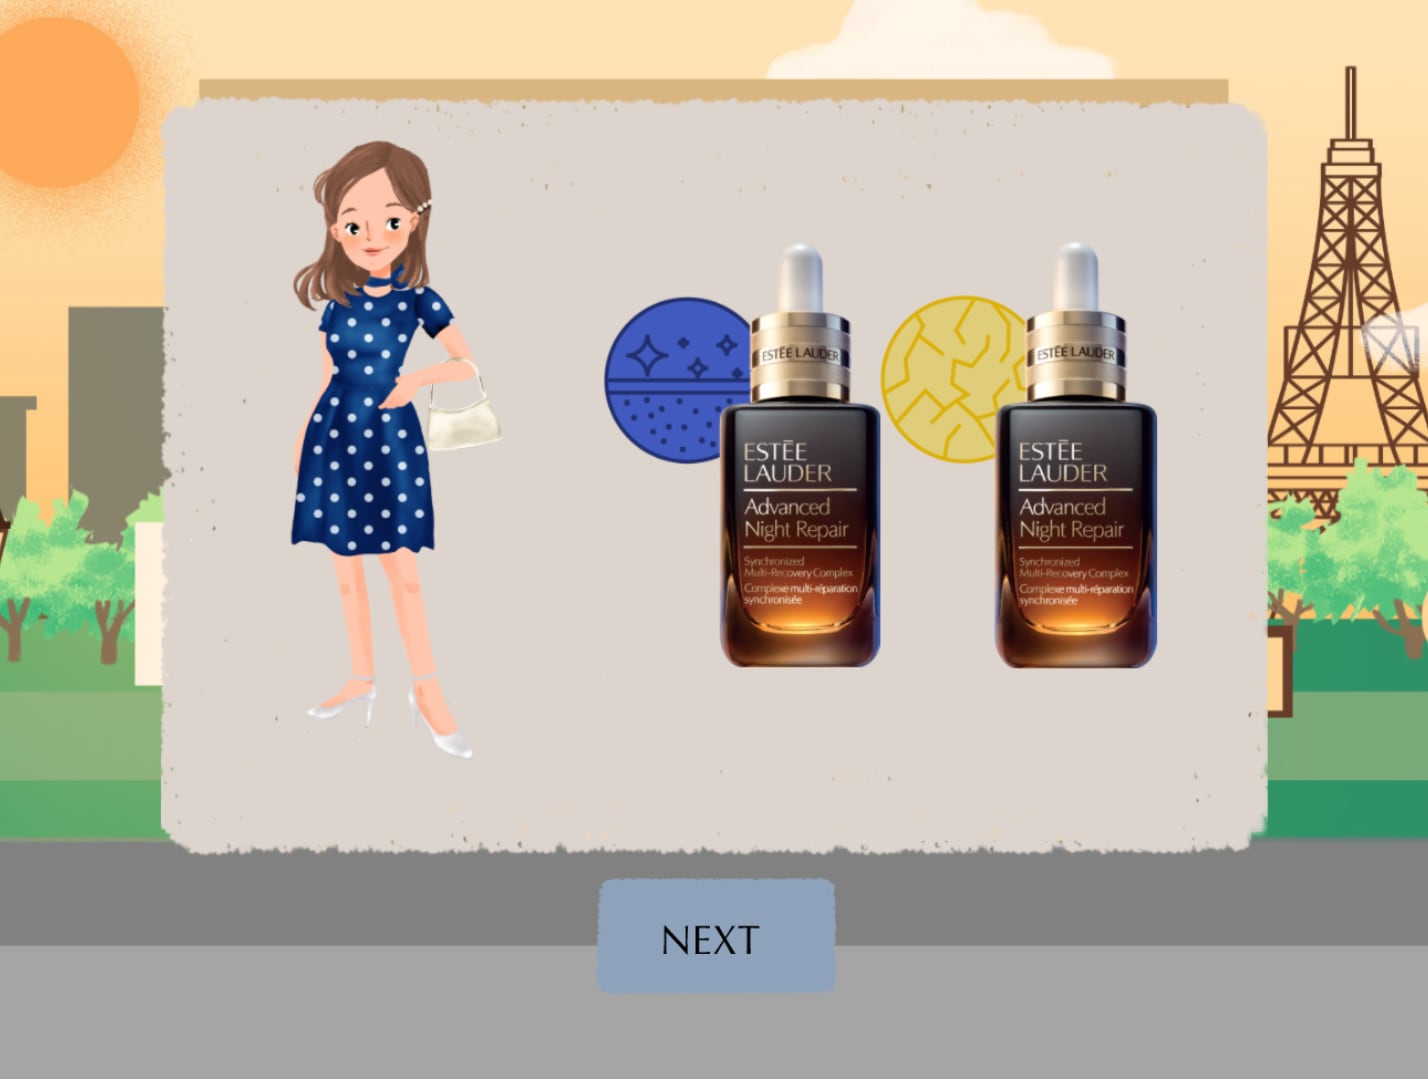 ESTĒE LAUDER
ESTĒE
LAUDER
Advanced
Night Repair
Synchronized
Multi-Recovery Complex
Complexe multi-réparation
synchronisée
ESTĒE LAUDER
ESTĒE
LAUDER
Advanced
Night Repair
Synchronized
Multi-Recovery Complex
Complexe multi-réparation
synchronisée
NEXT